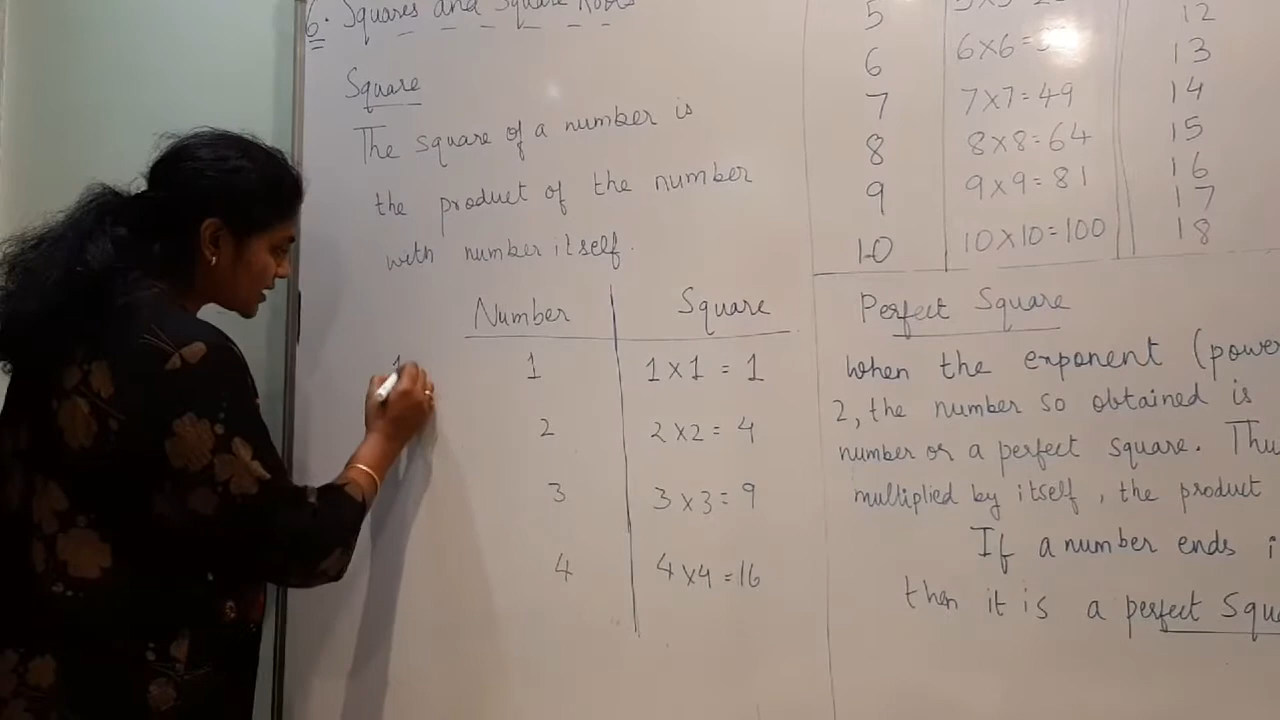 6. Squares and Square Roots
Square
The square of a number is
the product of the number
with number itself.
Number Square
1 1 1×1 = 1
2 2×2 = 4
3 3×3 = 9
4 4×4 = 16
5 12
6 6×6= 13
7 7×7=49 14
8 8×8=64 15
9 9×9=81 16
17
10 10×10=100 18
Perfect Square
When the exponent (power
2, the number so obtained is
number or a perfect square. Thu
multiplied by itself, the product
If a number ends i
then it is a perfect Squ